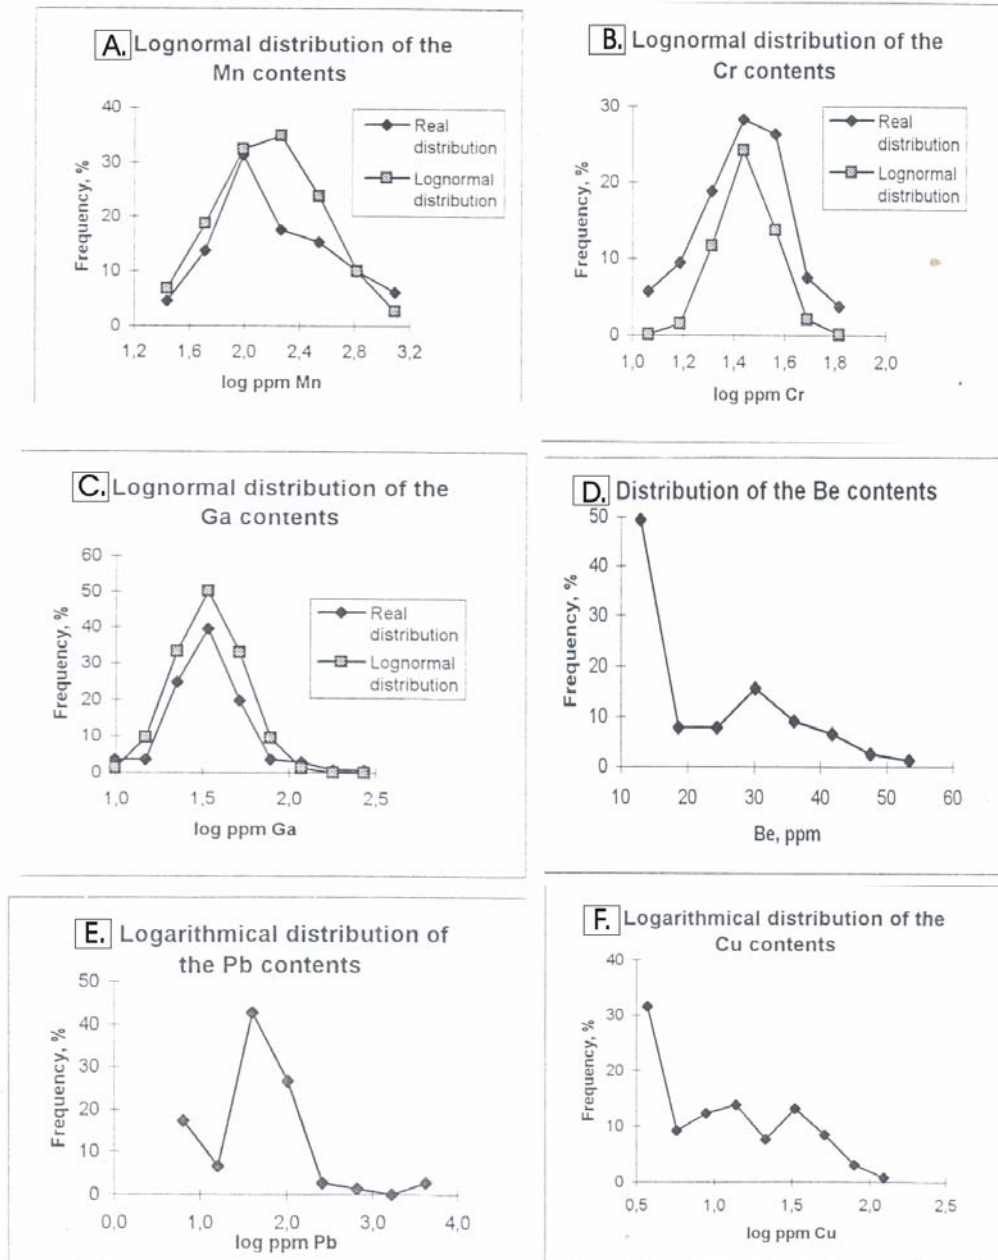 A. Lognormal distribution of the
Mn contents
40
30
20
10
0
Frequency, %
1,2 1,6 2,0 2,4 2,8 3,2
log ppm Mn
Real
distribution
Lognormal
distribution
B. Lognormal distribution of the
Cr contents
30
20
10
0
Frequency, %
1,0 1,2 1,4 1,6 1,8 2,0
log ppm Cr
Real
distribution
Lognormal
distribution
C. Lognormal distribution of the
Ga contents
60
50
40
30
20
10
0
Frequency, %
1,0 1,5 2,0 2,5
log ppm Ga
Real
distribution
Lognormal
distribution
D. Distribution of the Be contents
50
40
30
20
10
0
Frequency, %
10 20 30 40 50 60
Be, ppm
E. Logarithmical distribution of
the Pb contents
50
40
30
20
10
0
Frequency, %
0,0 1,0 2,0 3,0 4,0
log ppm Pb
F. Logarithmical distribution of the
Cu contents
40
30
20
10
0
Frequency, %
0,5 1,0 1,5 2,0 2,5
log ppm Cu